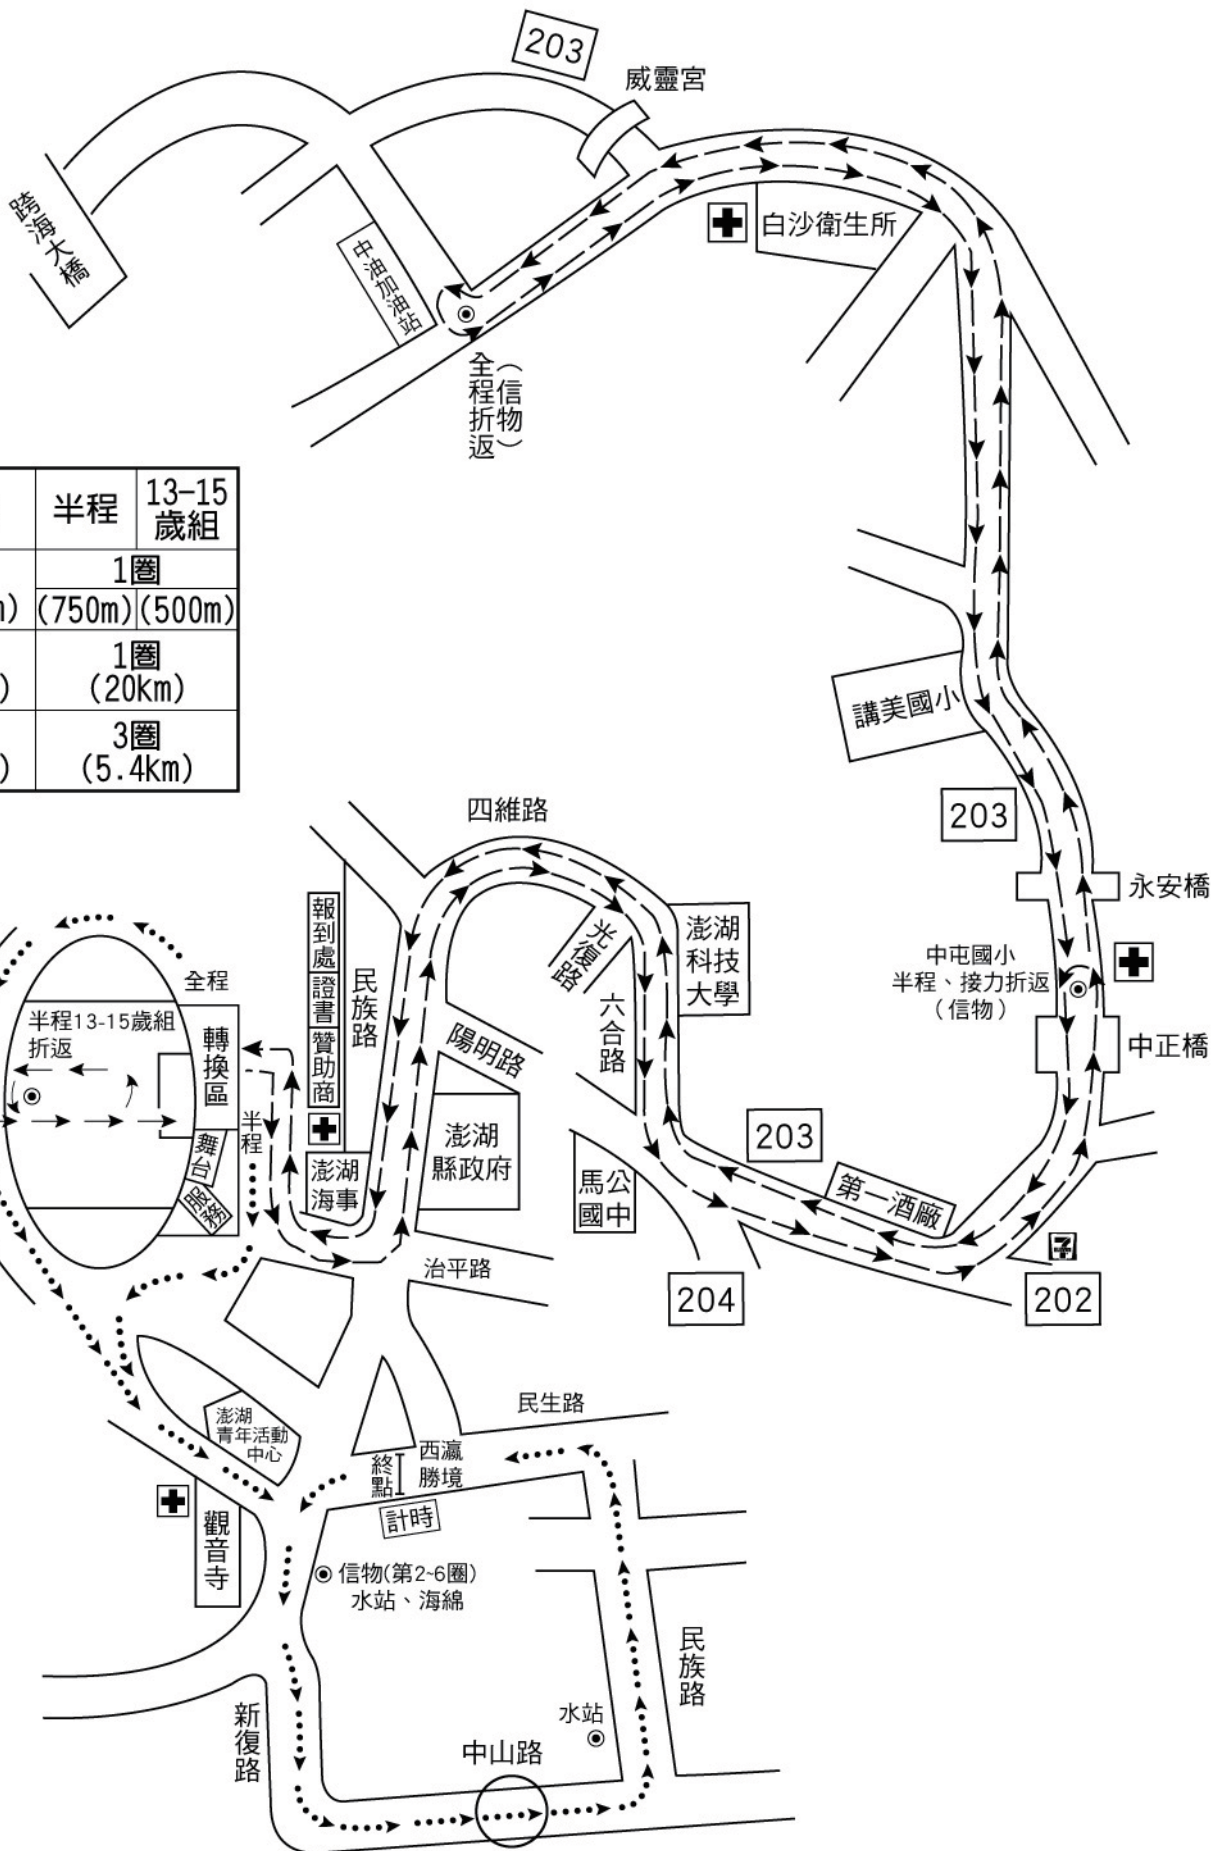 203
威靈宮
跨海大橋
中油加油站
白沙衛生所
全程折返
(信物)
半程
13-15
歲組
1圈
(750m)
(500m)
1圈
(20km)
3圈
(5.4km)
講美國小
203
四維路
永安橋
報到處
證書
贊助商
民族路
光復路
澎湖
科技
大學
中屯國小
半程、接力折返
(信物)
全程
半程13-15歲組
折返
轉換區
六合路
陽明路
中正橋
半程
舞台
服務
澎湖
海事
澎湖
縣政府
馬公
國中
203
第一酒廠
治平路
204
7
ELEVEN
202
民生路
澎湖
青年活動
中心
終點
西瀛
勝境
計時
觀音寺
信物(第2~6圈)
水站、海綿
民族路
新復路
水站
中山路